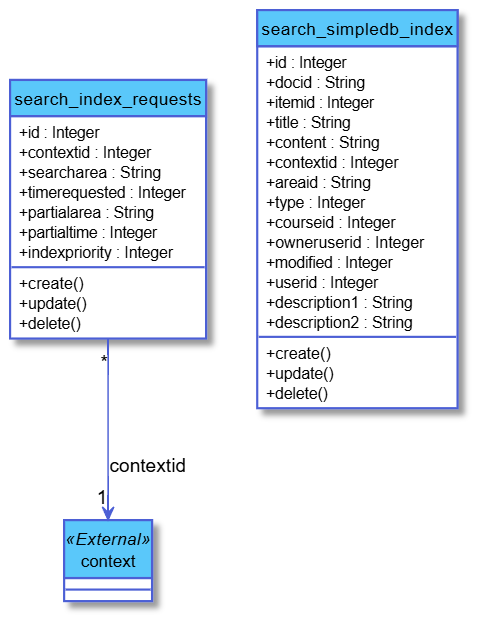 search_index_requests
+id : Integer
+contextid : Integer
+searcharea : String
+timerequested : Integer
+partialarea : String
+partialtime : Integer
+indexpriority : Integer
+create()
+update()
+delete()
search_simpledb_index
+id : Integer
+docid : String
+itemid : Integer
+title : String
+content : String
+contextid : Integer
+areaid : String
+type : Integer
+courseid : Integer
+owneruserid : Integer
+modified : Integer
+userid : Integer
+description1 : String
+description2 : String
+create()
+update()
+delete()
*
contextid
1
«External»
context